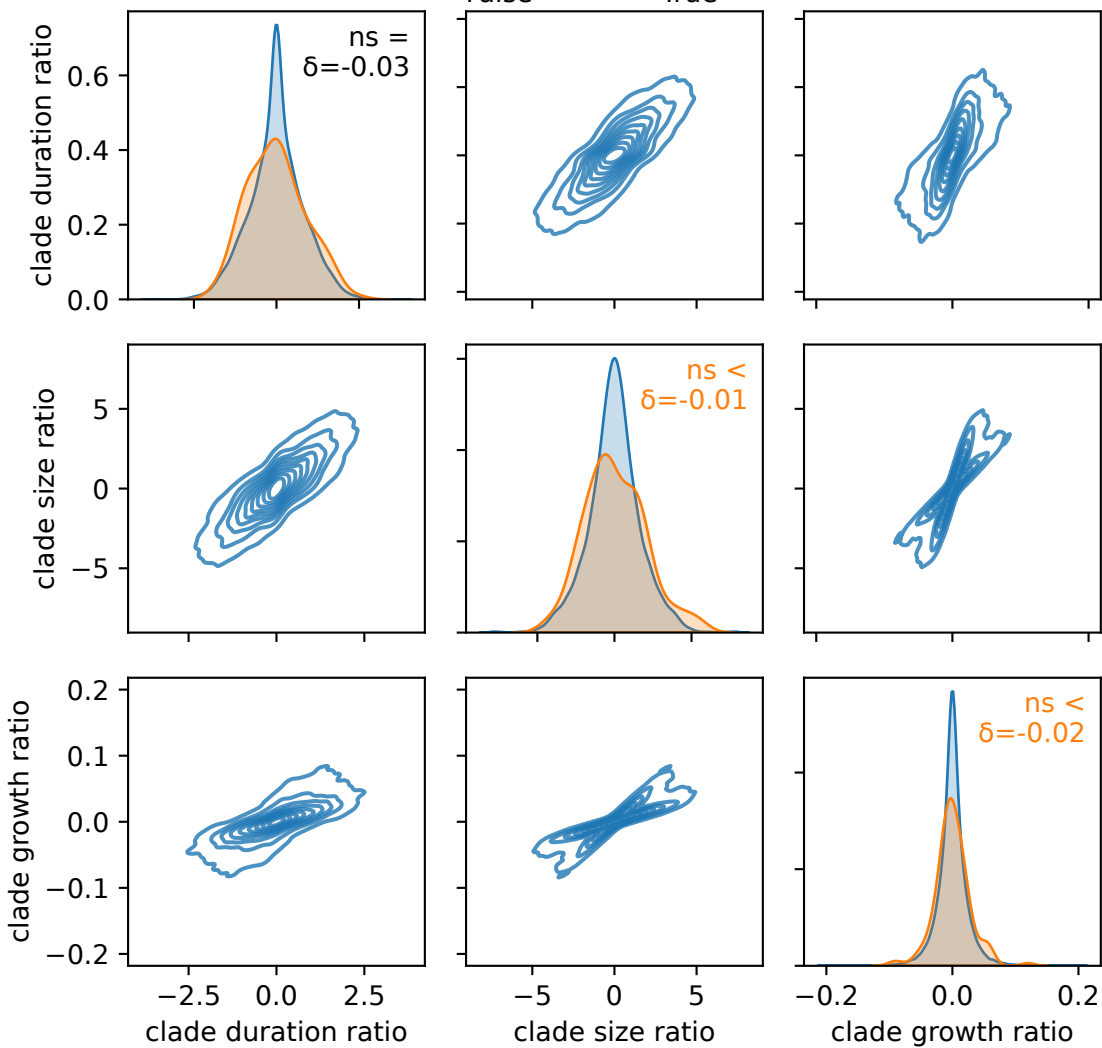 clade duration ratio
0.6
0.4
0.2
0.0
ns =
δ=-0.03
clade size ratio
5
0
−5
ns <
δ=-0.01
clade growth ratio
0.2
0.1
0.0
−0.1
−0.2
ns <
δ=-0.02
−2.5 0.0 2.5
−5 0 5
−0.2 0.0 0.2
clade duration ratio
clade size ratio
clade growth ratio